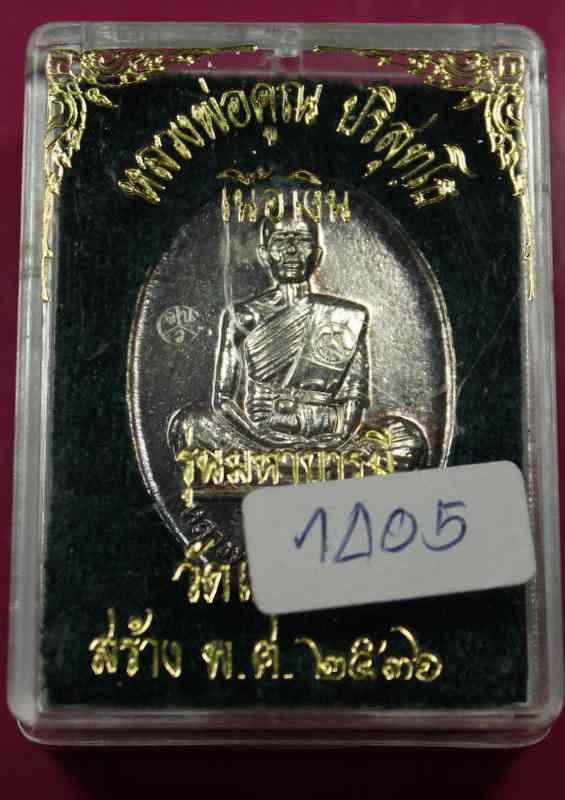 หลวงพ่อคูณ ปริสุทฺโธ
เนื้อเงิน
รุ่นมหาบารมี
วัด
สร้าง พ.ศ. ๒๕๓๖